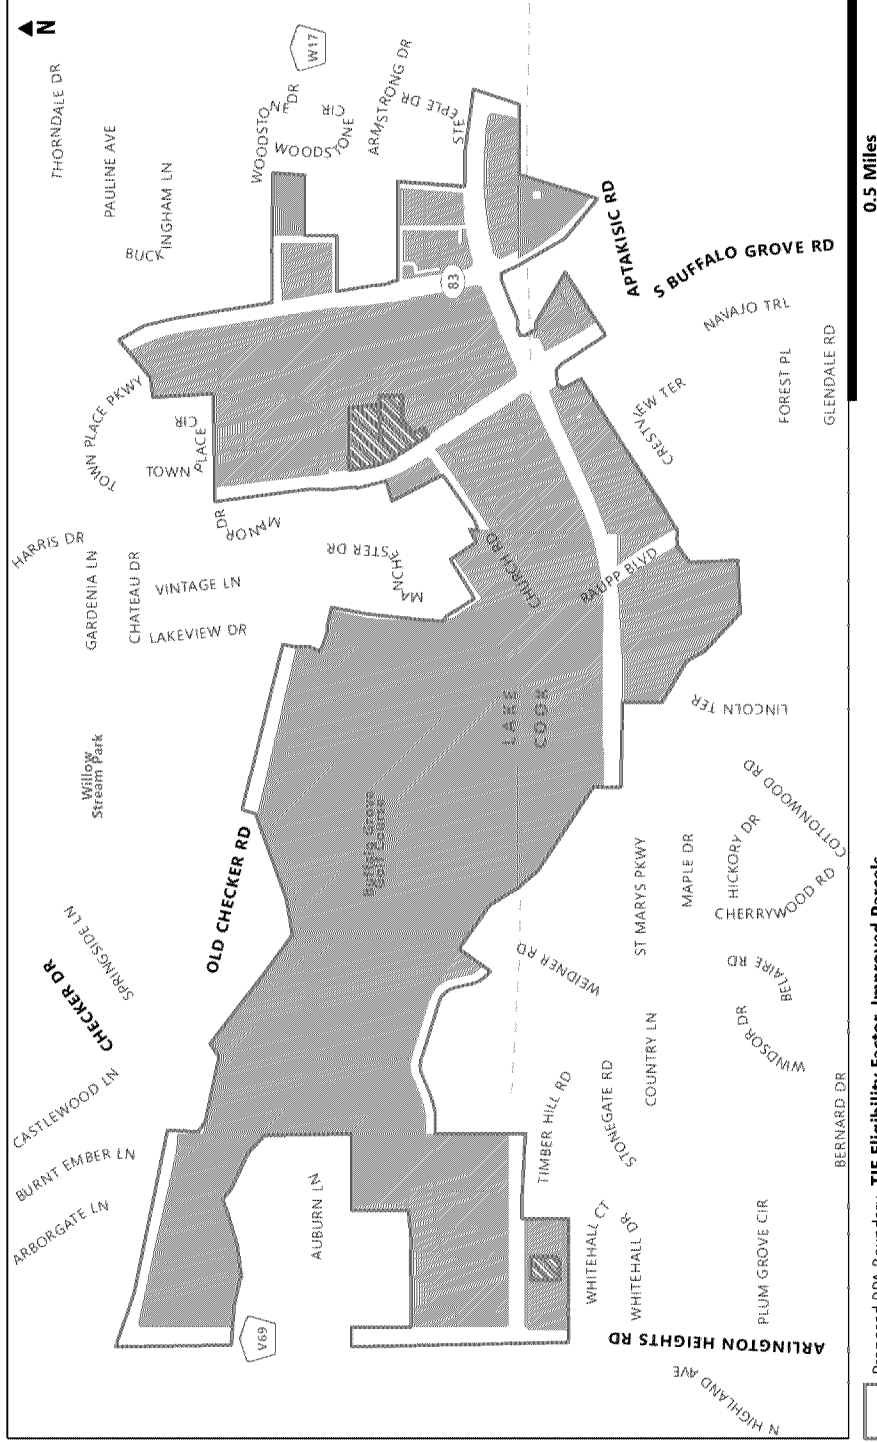 N
THORNDALE DR
PAULINE AVE
BUCKINGHAM LN
WOODSTONE DR
WOODSTONE CIR
W17
ARMSTRONG DR
STEEPLE DR
83
APTAKISIC RD
S BUFFALO GROVE RD
NAVAJO TRL
FOREST PL
GLENDALE RD
0.5 Miles
TOWN PLACE PKWY
TOWN PLACE CIR
CRESTVIEW TER
HARRIS DR
GARDENIA LN
CHATEAU DR
VINTAGE LN
LAKEVIEW DR
MANOR DR
MANCHESTER DR
CHURCH RD
RAUPP BLVD
LINCOLN TER
LAKE
COOK
Willow
Stream Park
Buffalo Grove
Golf Course
OLD CHECKER RD
SPRINGSIDE LN
CHECKER DR
CASTLEWOOD LN
BURNT EMBER LN
ARBORGATE LN
AUBURN LN
V69
WEIDNER RD
ST MARYS PKWY
MAPLE DR
HICKORY DR
CHERRYWOOD RD
COTTONWOOD RD
BELAIRE RD
WINDSOR DR
COUNTRY LN
STONEGATE RD
TIMBER HILL RD
BERNARD DR
WHITEHALL CT
WHITEHALL DR
PLUM GROVE CIR
ARLINGTON HEIGHTS RD
N HIGHLAND AVE
Proposed RPA Boundary
TIF Eligibility Factor, Improved Parcels